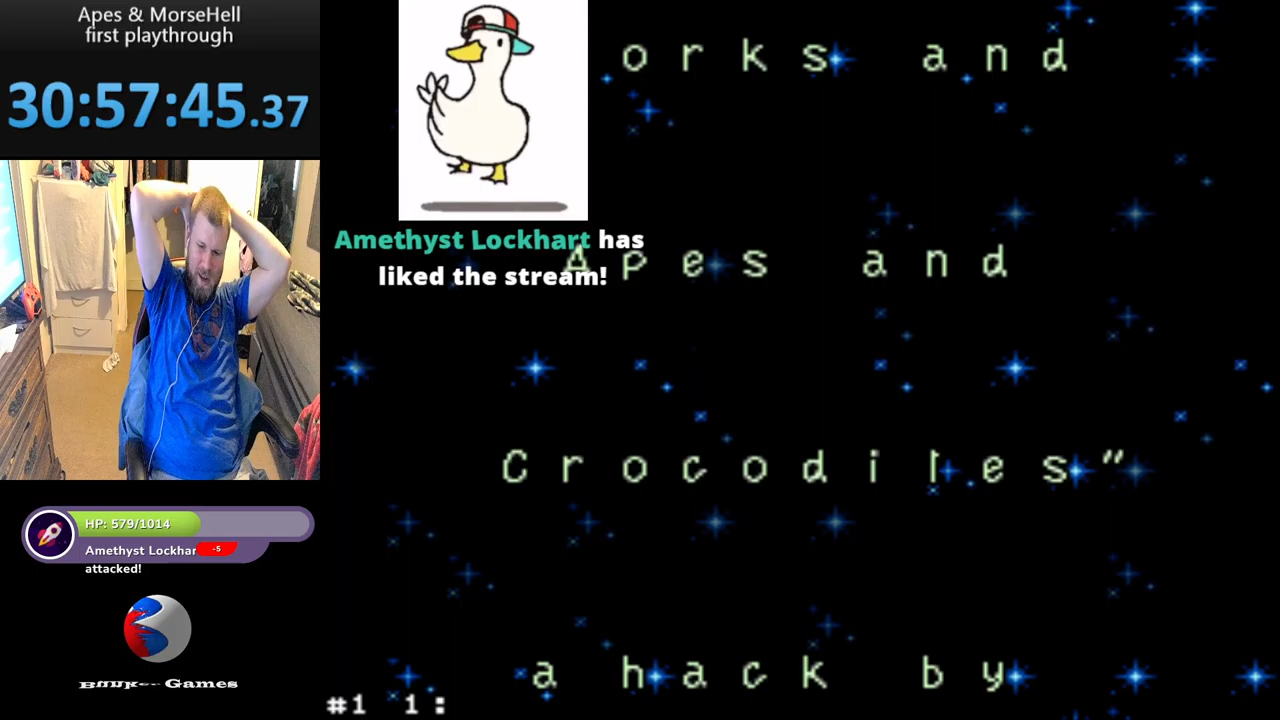 Apes & MorseHell
first playthrough
30:57:45.37
Amethyst Lockhart has
liked the stream!
orks and
Apes and
Crocodiles"
a hack by
#1 1:
HP: 579/1014
Amethyst Lockhar -5
attacked!
Games